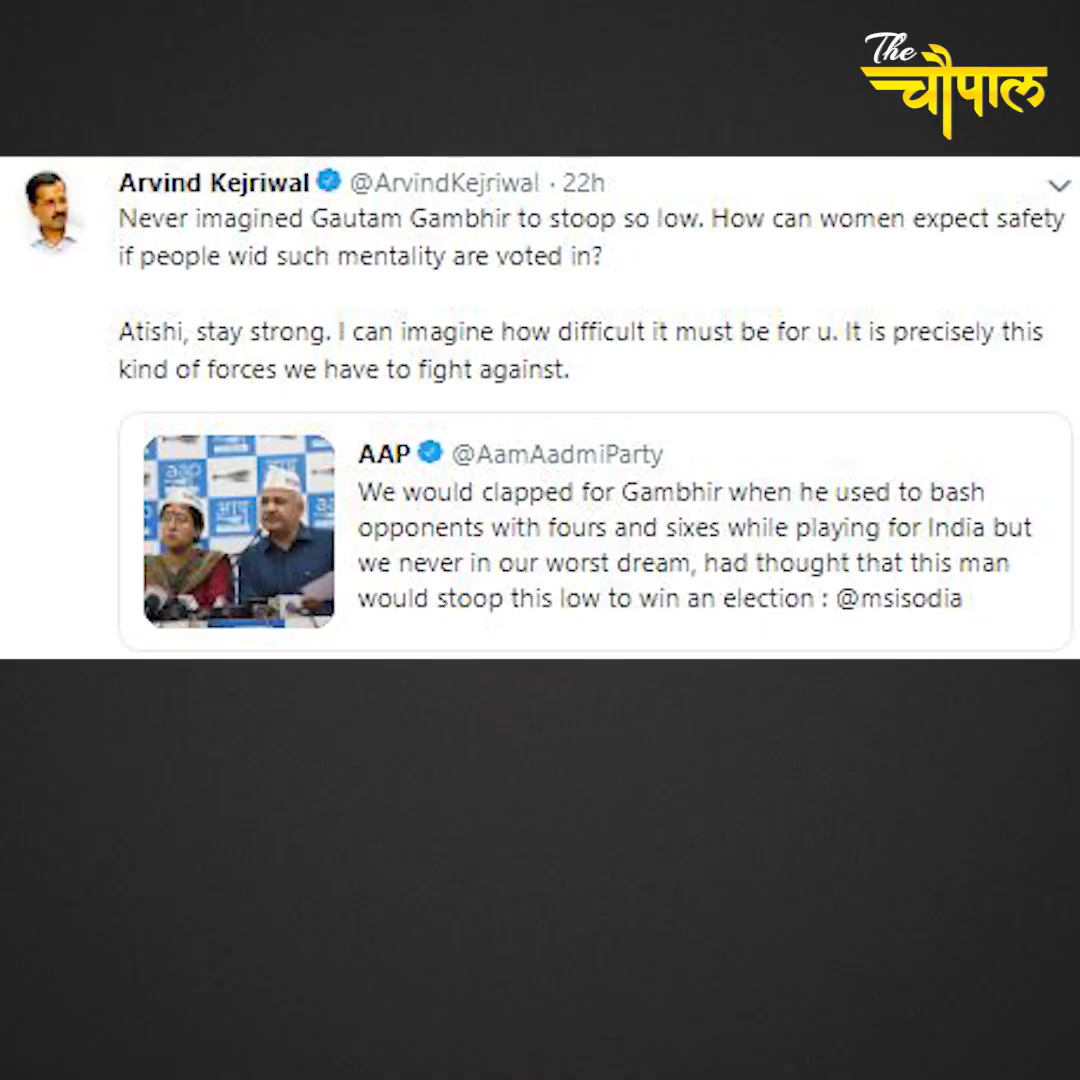 The
चौपाल
Arvind Kejriwal @ArvindKejriwal · 22h
Never imagined Gautam Gambhir to stoop so low. How can women expect safety
if people wid such mentality are voted in?
Atishi, stay strong. I can imagine how difficult it must be for u. It is precisely this
kind of forces we have to fight against.
AAP @AamAadmiParty
We would clapped for Gambhir when he used to bash
opponents with fours and sixes while playing for India but
we never in our worst dream, had thought that this man
would stoop this low to win an election : @msisodia
aap
आप